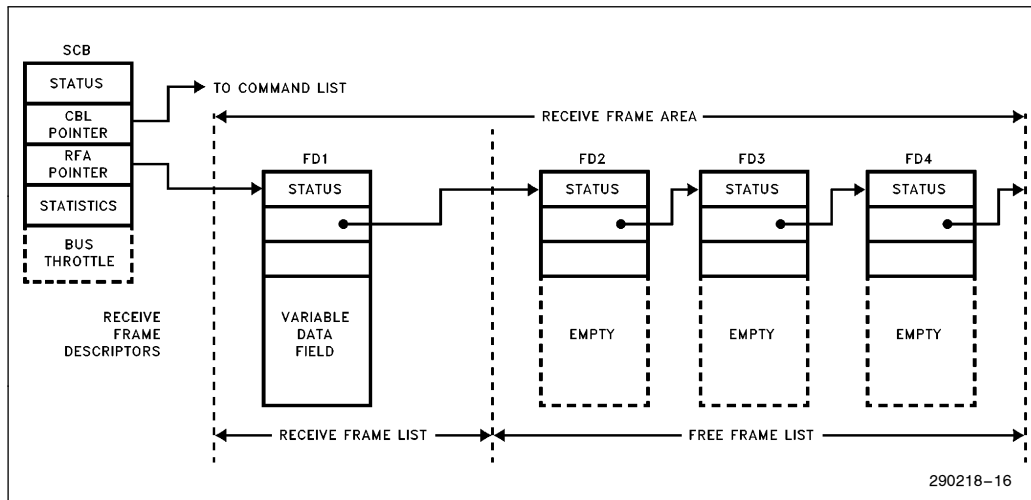 SCB
STATUS
CBL
POINTER
RFA
POINTER
STATISTICS
BUS
THROTTLE
TO COMMAND LIST
RECEIVE FRAME AREA
RECEIVE
FRAME
DESCRIPTORS
FD1
STATUS
VARIABLE
DATA
FIELD
FD2
STATUS
EMPTY
FD3
STATUS
EMPTY
FD4
STATUS
EMPTY
RECEIVE FRAME LIST
FREE FRAME LIST
290218–16